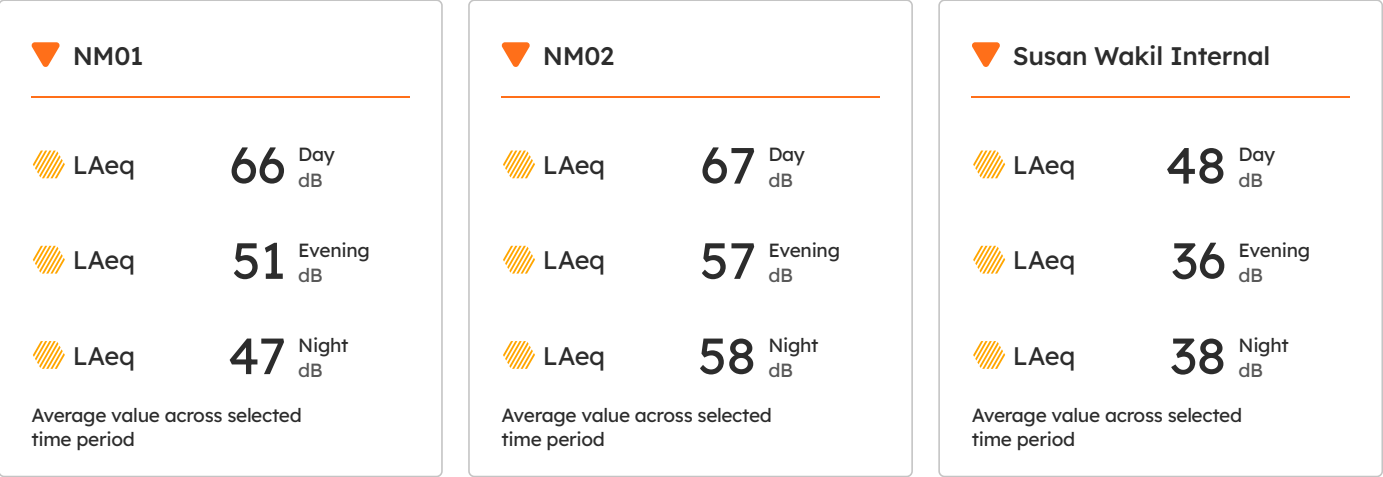 NM01
LAeq
66
Day
dB
LAeq
51
Evening
dB
LAeq
47
Night
dB
Average value across selected
time period
NM02
LAeq
67
Day
dB
LAeq
57
Evening
dB
LAeq
58
Night
dB
Average value across selected
time period
Susan Wakil Internal
LAeq
48
Day
dB
LAeq
36
Evening
dB
LAeq
38
Night
dB
Average value across selected
time period